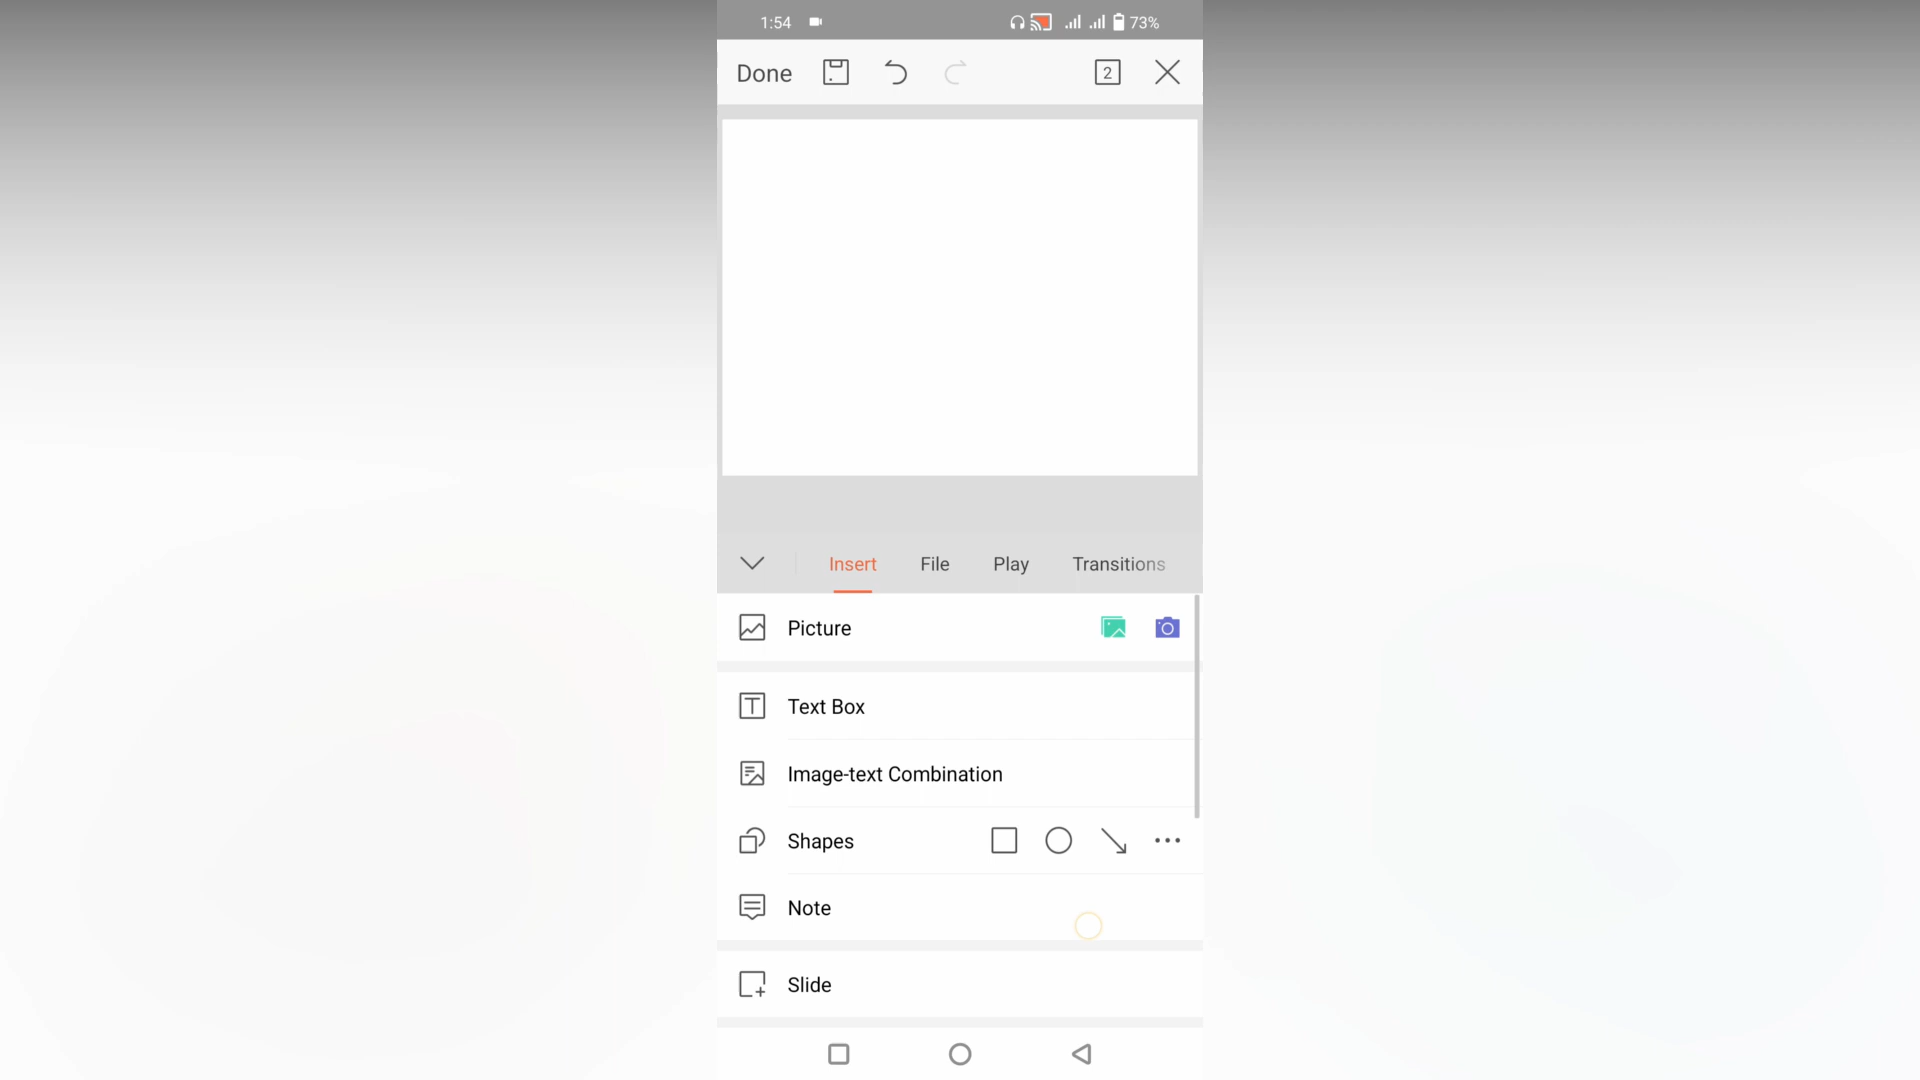 1:54 73%
Done 2
Insert File Play Transitions
Picture
Text Box
Image-text Combination
Shapes
Note
Slide